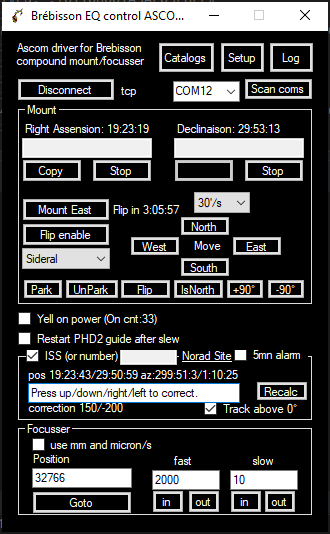 Brébisson EQ control ASCO...
Ascom driver for Brebisson
compound mount/focusser
Catalogs Setup Log
Disconnect tcp COM12 Scan coms
Mount
Right Assension: 19:23:19 Declinaison: 29:53:13
Copy Stop Stop
Mount East Flip in 3:05:57 30'/s
Flip enable North
West Move East
Sideral South
Park UnPark Flip IsNorth +90° -90°
Yell on power (On cnt:33)
Restart PHD2 guide after slew
ISS (or number) Norad Site 5mn alarm
pos 19:23:43/29:50:59 az:299:51:3/1:10:25
Press up/down/right/left to correct. Recalc
correction 150/-200 Track above 0°
Focusser
use mm and micron/s
Position fast slow
32766 2000 10
Goto in out in out